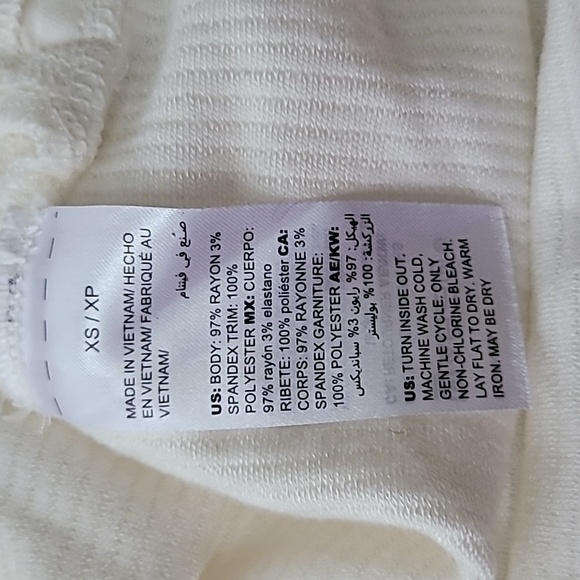 XS / XP
MADE IN VIETNAM/ HECHO
EN VIETNAM/ FABRIQUÉ AU
VIETNAM/
صنع في فيتنام
US: BODY: 97% RAYON 3%
SPANDEX TRIM: 100%
POLYESTER MX: CUERPO:
97% rayón 3% elastano
RIBETE: 100% poliéster CA:
CORPS: 97% RAYONNE 3%
SPANDEX GARNITURE:
100% POLYESTER AE/KW:
الهيكل: 97% رايون 3% سبانديكس
الزركشة: 100% بوليستر
US: TURN INSIDE OUT.
MACHINE WASH COLD,
GENTLE CYCLE. ONLY
NON-CHLORINE BLEACH.
LAY FLAT TO DRY. WARM
IRON. MAY BE DRY